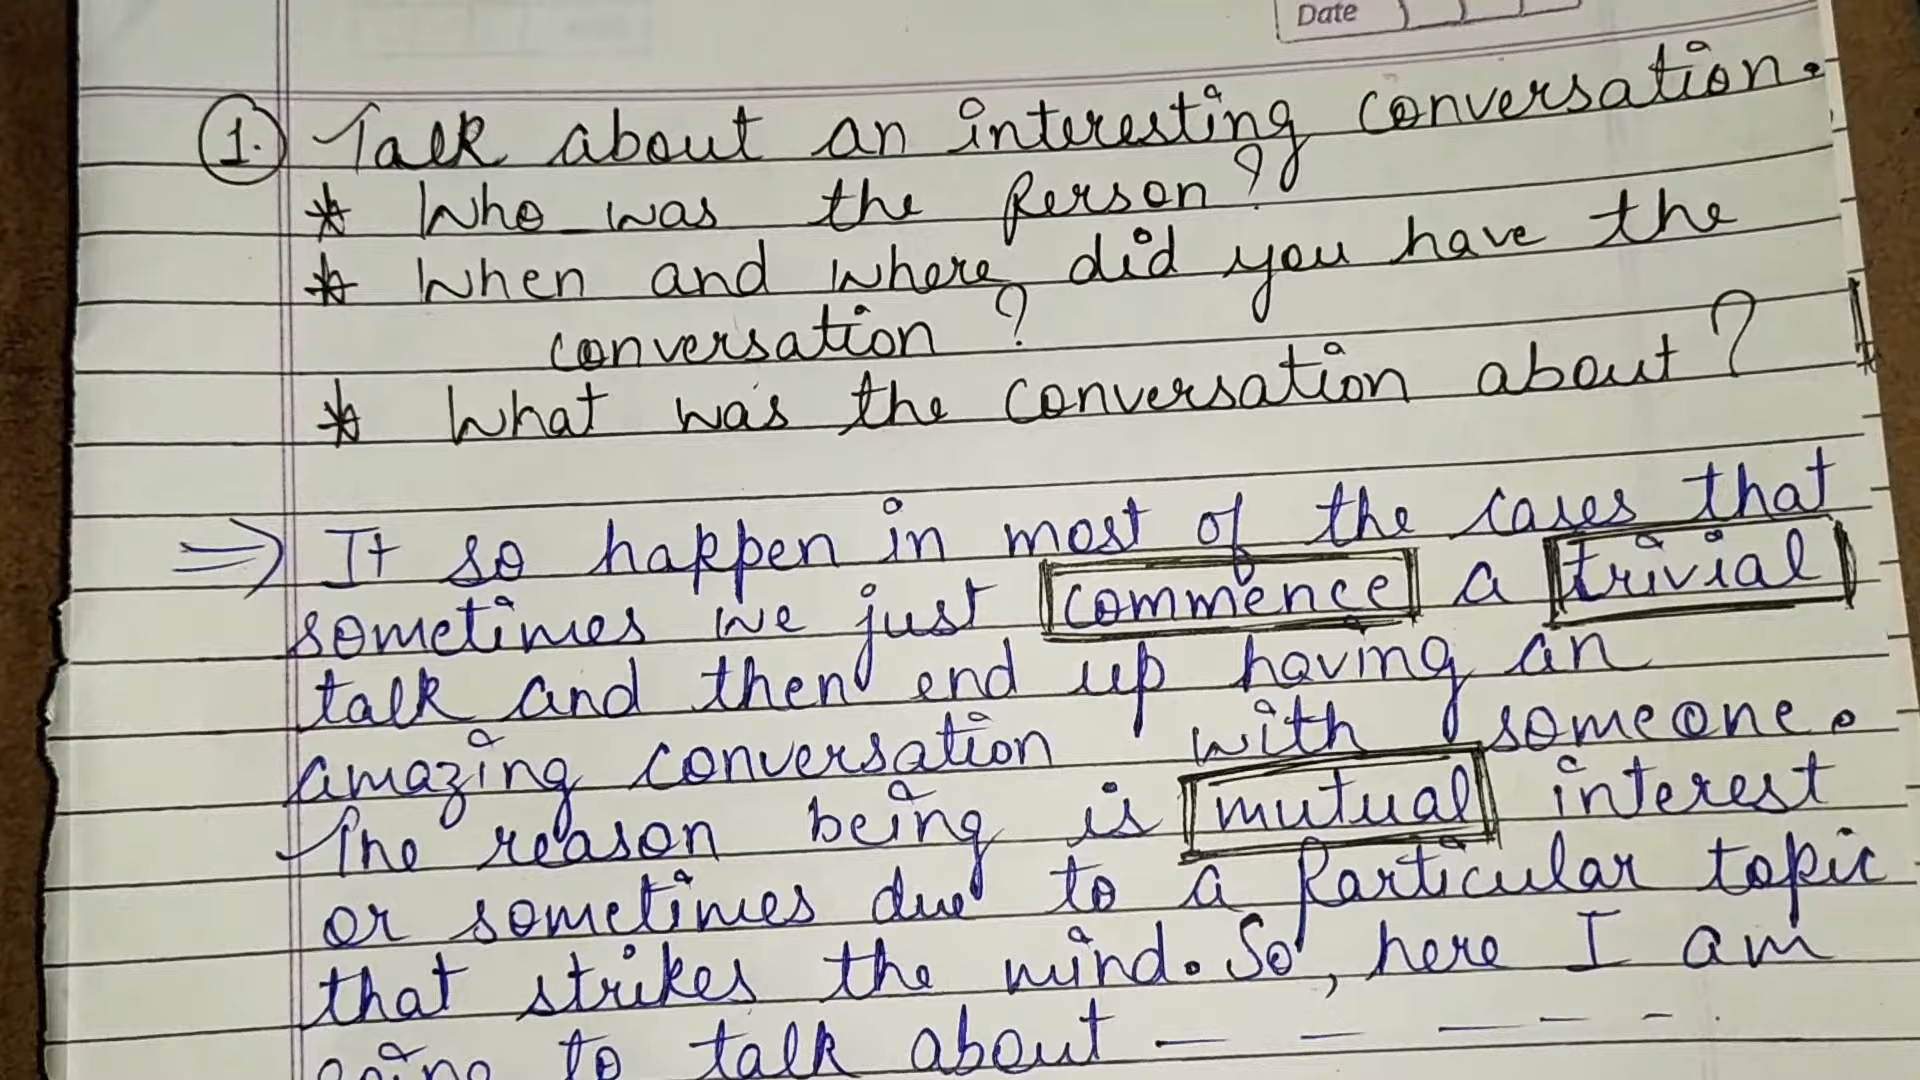 Date
1. Talk about an interesting conversation.
* Who was the Person?
* When and where did you have the
conversation?
* What was the conversation about?
⇒ It so happen in most of the cases that
sometimes we just commence a trivial
talk and then end up having an
amazing conversation with someone.
The reason being is mutual interest
or sometimes due to a Particular topic
that strikes the mind. So, here I am
going to talk about — — — — -.